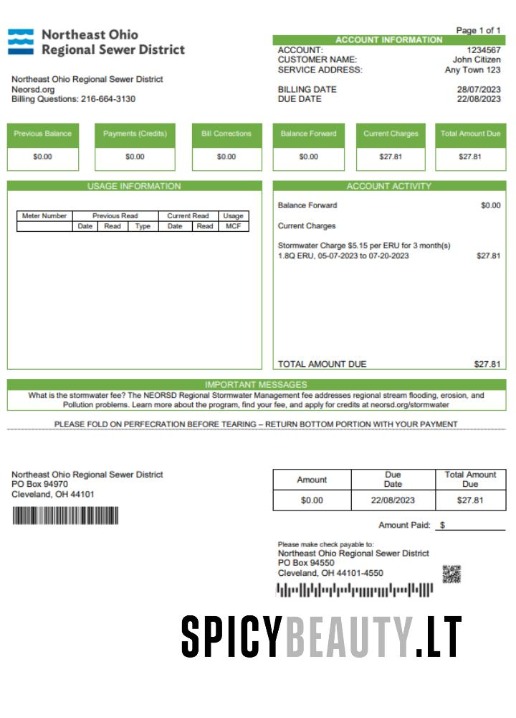 Northeast Ohio
Regional Sewer District
Page 1 of 1
ACCOUNT INFORMATION
ACCOUNT: 1234567
CUSTOMER NAME: John Citizen
SERVICE ADDRESS: Any Town 123
Northeast Ohio Regional Sewer District
Neorsd.org
Billing Questions: 216-664-3130
BILLING DATE 28/07/2023
DUE DATE 22/08/2023
Previous Balance Payments (Credits) Bill Corrections Balance Forward Current Charges Total Amount Due
$0.00 $0.00 $0.00 $0.00 $27.81 $27.81
USAGE INFORMATION
Meter Number Previous Read Current Read Usage
Date Read Type Date Read MCF
ACCOUNT ACTIVITY
Balance Forward $0.00
Current Charges
Stormwater Charge $5.15 per ERU for 3 month(s)
1.8Q ERU, 05-07-2023 to 07-20-2023 $27.81
TOTAL AMOUNT DUE $27.81
IMPORTANT MESSAGES
What is the stomwater fee? The NEORSD Regional Stormwater Management fee addresses regional stream flooding, erosion, and
Pollution problems. Learn more about the program, find your fee, and apply for credits at neorsd.org/stormwater
PLEASE FOLD ON PERFECRATION BEFORE TEARING – RETURN BOTTOM PORTION WITH YOUR PAYMENT
Northeast Ohio Regional Sewer District
PO Box 94970
Cleveland, OH 44101
Amount Due Date Total Amount Due
$0.00 22/08/2023 $27.81
Amount Paid: $
Please make check payable to:
Northeast Ohio Regional Sewer District
PO Box 94550
Cleveland, OH 44101-4550
SPICYBEAUTY.LT